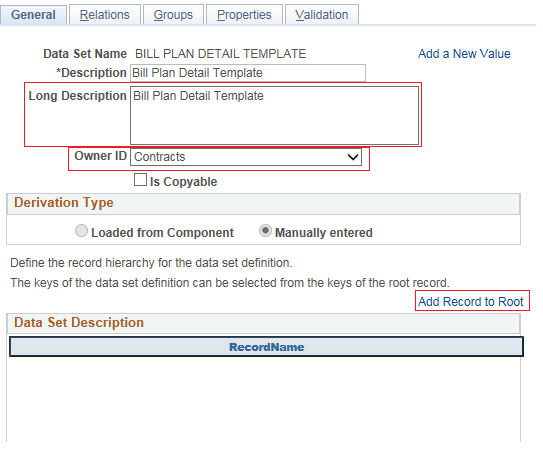 General Relations Groups Properties Validation
Data Set Name BILL PLAN DETAIL TEMPLATE Add a New Value
*Description Bill Plan Detail Template
Long Description Bill Plan Detail Template
Owner ID Contracts
Is Copyable
Derivation Type
Loaded from Component Manually entered
Define the record hierarchy for the data set definition.
The keys of the data set definition can be selected from the keys of the root record.
Add Record to Root
Data Set Description
RecordName